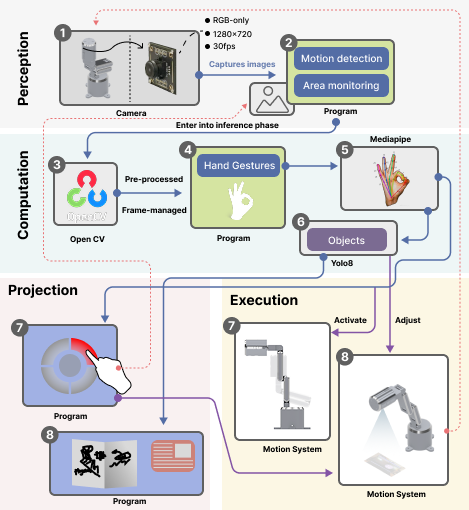 Perception
1
RGB-only
1280×720
30fps
Captures images
2
Motion detection
Area monitoring
Camera
Program
Enter into inference phase
Computation
3
OpenCV
Open CV
Pre-processed
Frame-managed
4
Hand Gestures
Program
Mediapipe
5
6
Objects
Yolo8
Projection
7
Program
8
Program
Execution
7
Activate
Adjust
Motion System
8
Motion System